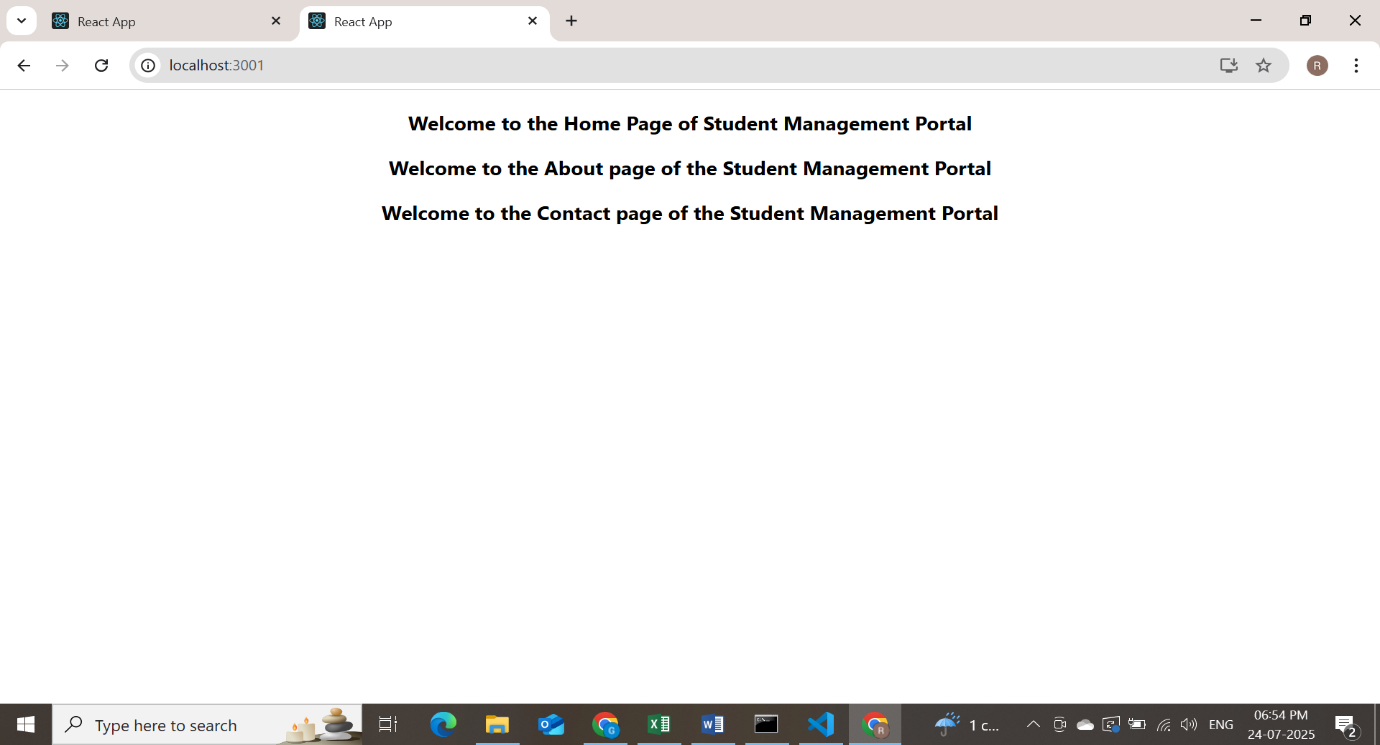 React App
React App
localhost:3001
R
Welcome to the Home Page of Student Management Portal
Welcome to the About page of the Student Management Portal
Welcome to the Contact page of the Student Management Portal
Type here to search
1 c...
ENG
06:54 PM
24-07-2025
2